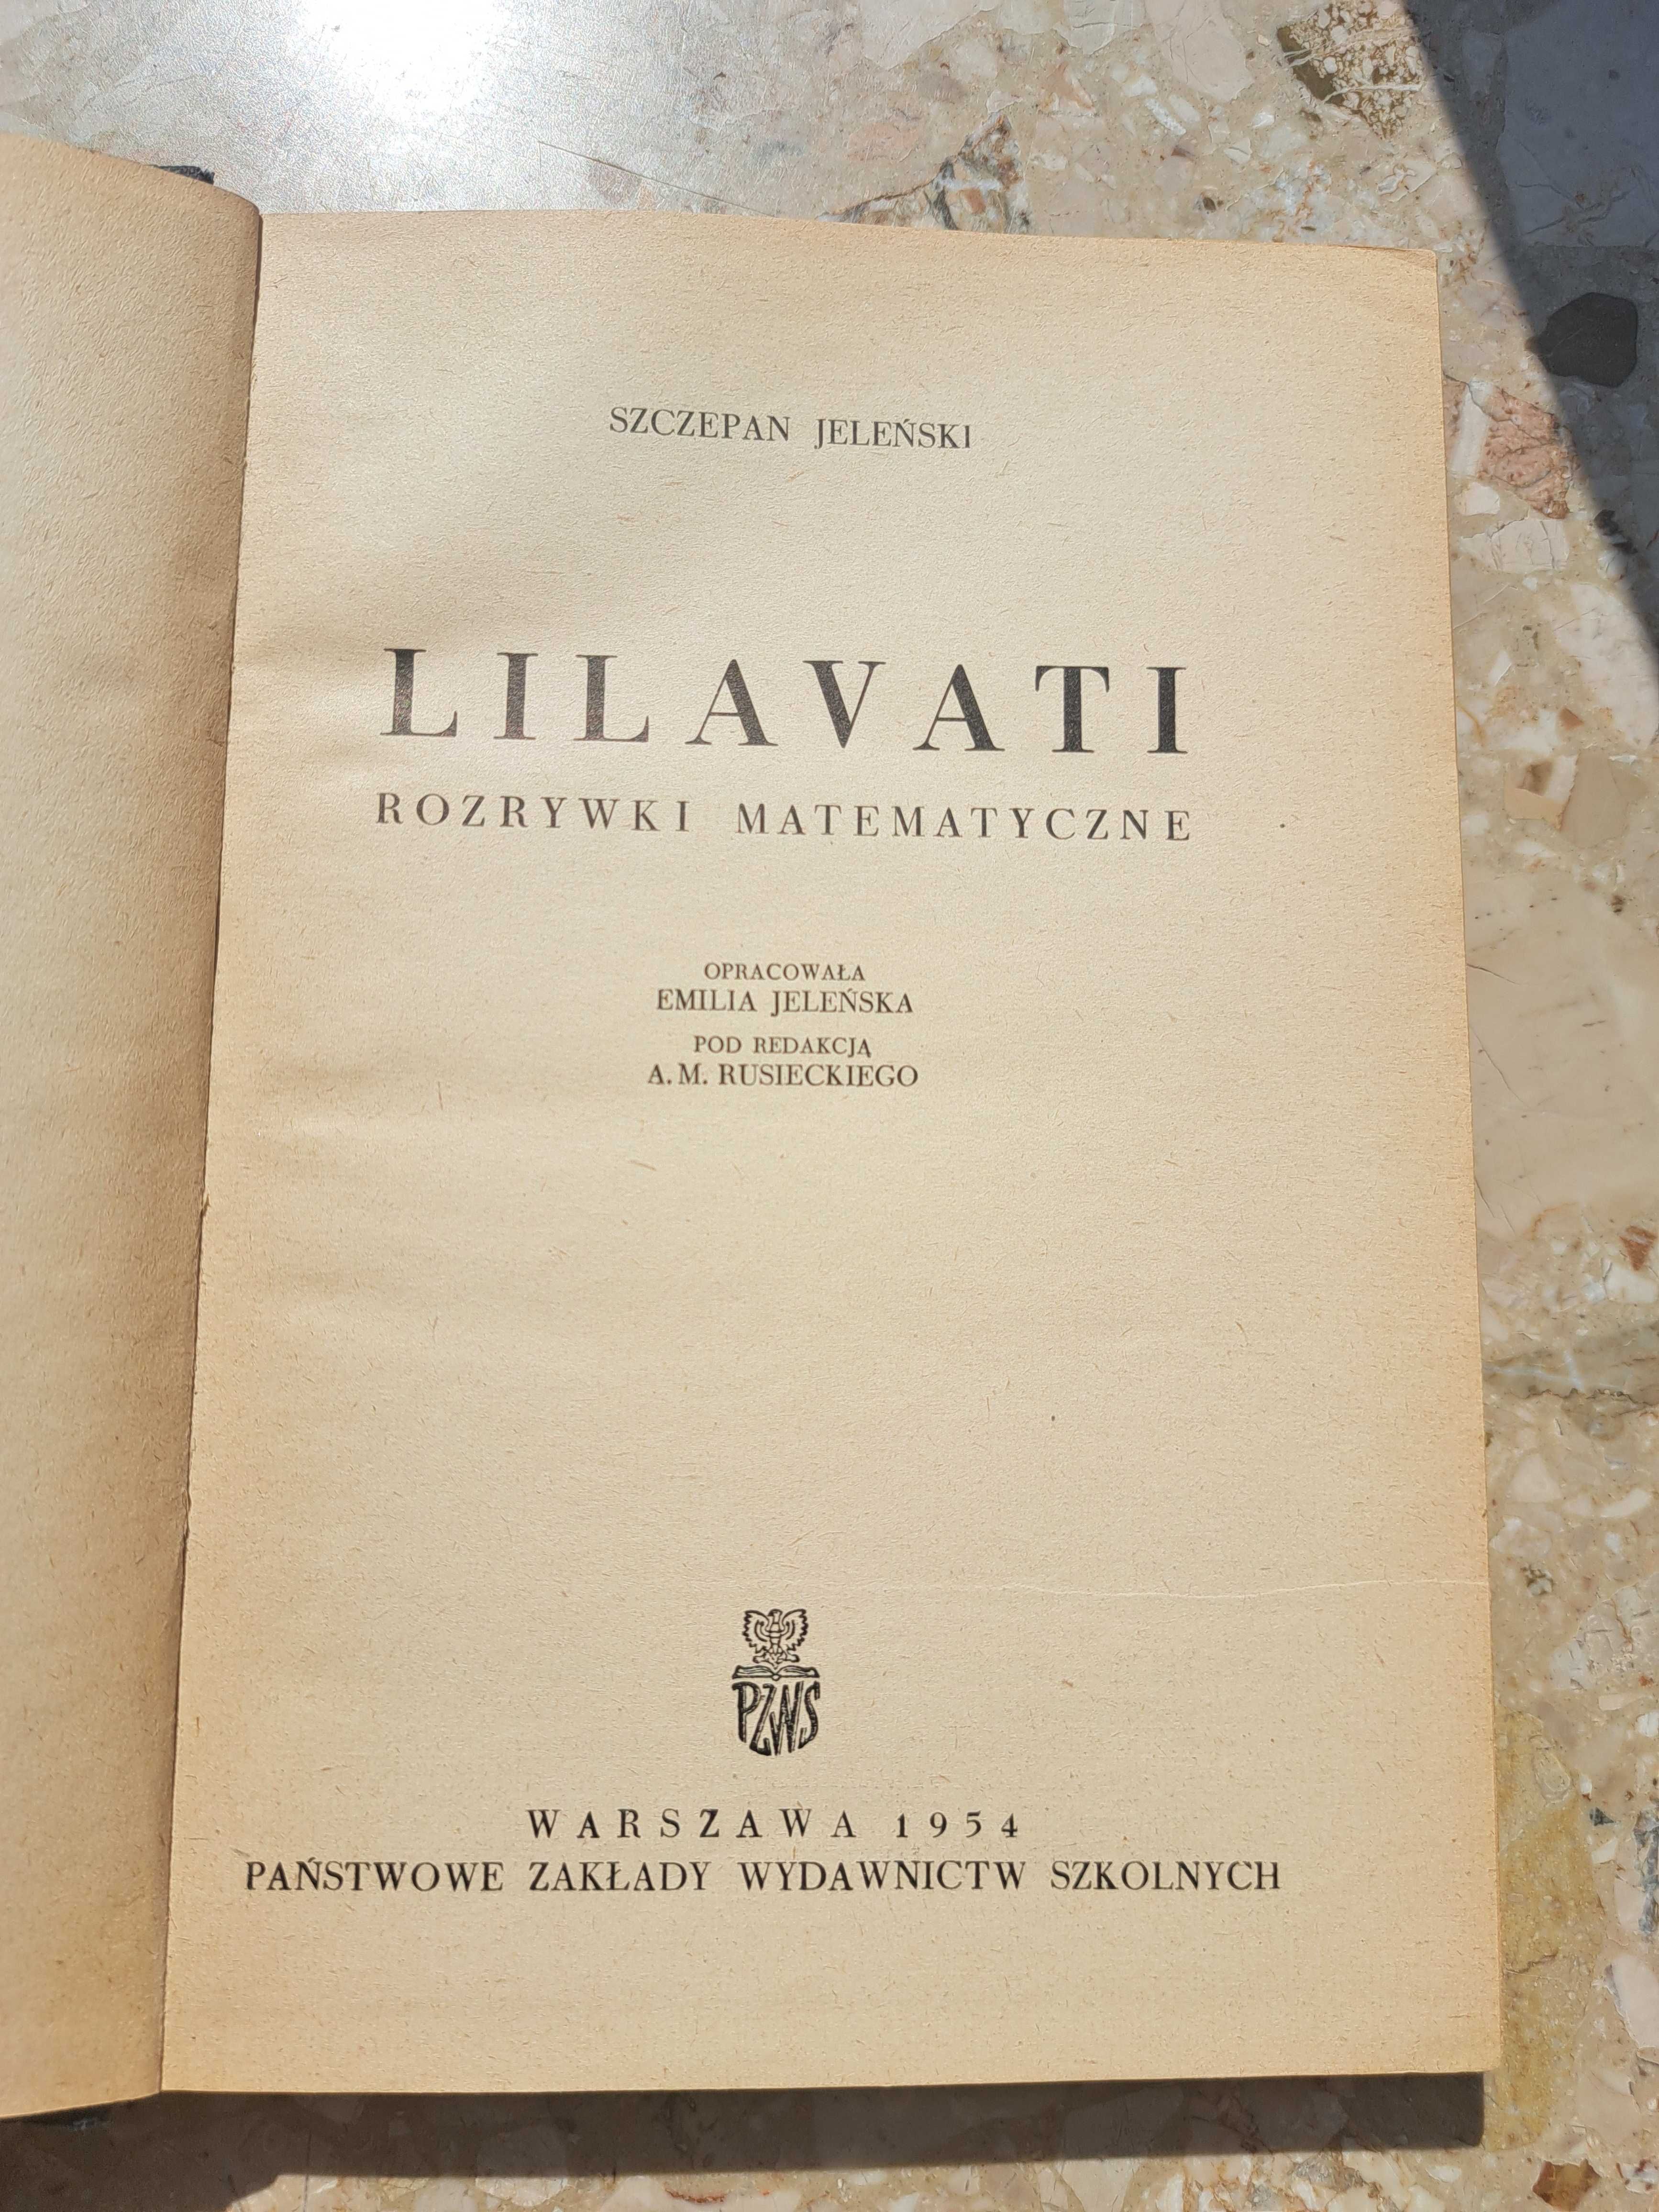 SZCZEPAN JELEŃSKI
LILAVATI
ROZRYWKI MATEMATYCZNE
OPRACOWAŁA
EMILIA JELEŃSKA
POD REDAKCJĄ
A. M. RUSIECKIEGO
PZWS
WARSZAWA 1954
PAŃSTWOWE ZAKŁADY WYDAWNICTW SZKOLNYCH